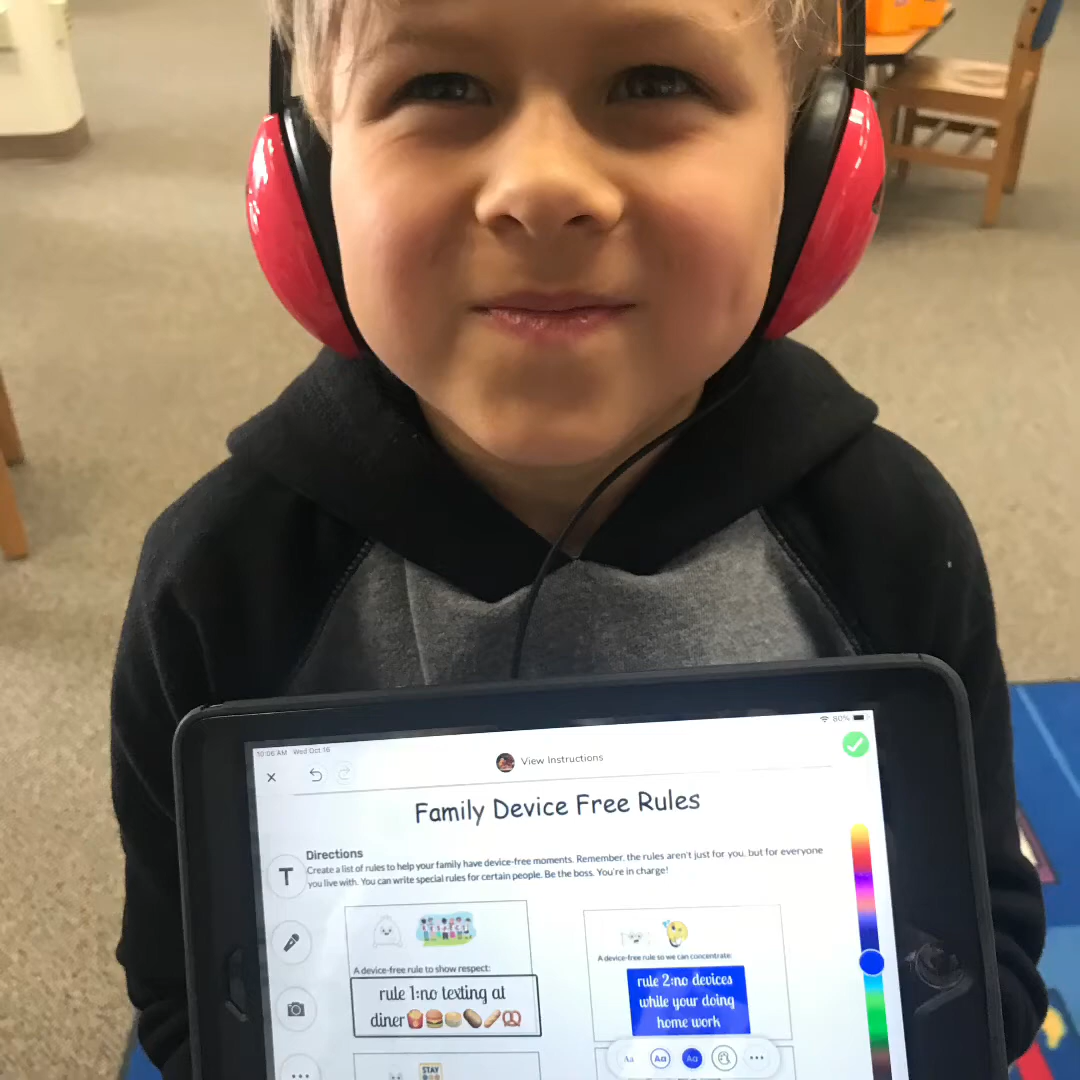 10:06 AM Wed Oct 16
80%
View Instructions
Family Device Free Rules
Directions
Create a list of rules to help your family have device-free moments. Remember, the rules aren't just for you, but for everyone
you live with. You can write special rules for certain people. Be the boss. You're in charge!
A device-free rule to show respect:
rule 1:no texting at
diner🍟🍔🥔🥖🥨
A device-free rule so we can concentrate:
rule 2:no devices
while your doing
home work
T
Aa
Aa
Aa
STAY